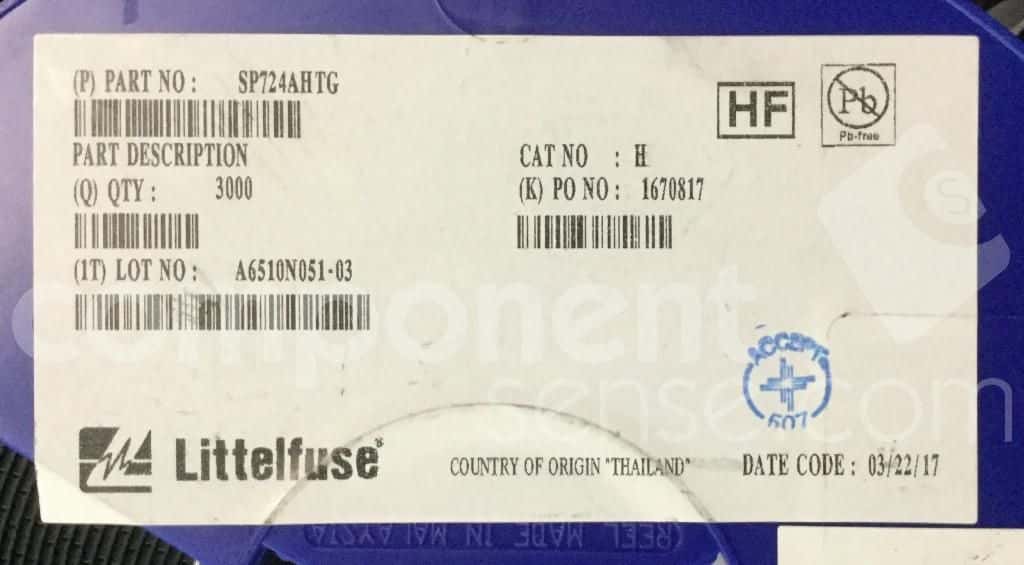 (P) PART NO : SP724AHTG
HF
Pb
Pb-free
PART DESCRIPTION
CAT NO : H
(Q) QTY : 3000
(K) PO NO : 1670817
(1T) LOT NO : A6510N051-03
component
sense.com
CS
ACCEPT
607
Littelfuse®
COUNTRY OF ORIGIN "THAILAND"
DATE CODE : 03/22/17
(REEL MADE IN MALAYSIA